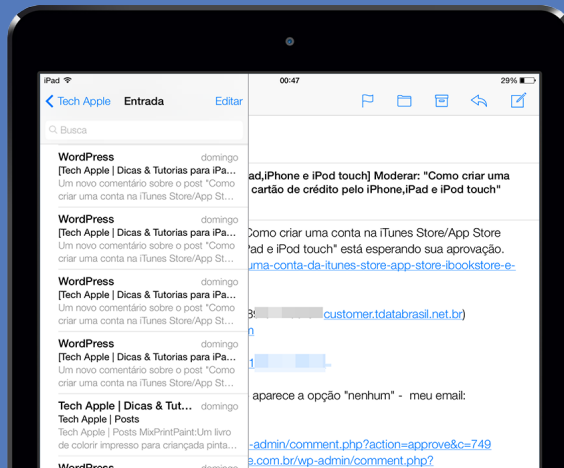 iPad
00:47
29%
Tech Apple
Entrada
Editar
Busca
WordPress
domingo
[Tech Apple | Dicas & Tutorias para iPa...
Um novo comentário sobre o post "Como
criar uma conta na iTunes Store/App St...
WordPress
domingo
[Tech Apple | Dicas & Tutorias para iPa...
Um novo comentário sobre o post "Como
criar uma conta na iTunes Store/App St...
WordPress
domingo
[Tech Apple | Dicas & Tutorias para iPa...
Um novo comentário sobre o post "Como
criar uma conta na iTunes Store/App St...
WordPress
domingo
[Tech Apple | Dicas & Tutorias para iPa...
Um novo comentário sobre o post "Como
criar uma conta na iTunes Store/App St...
Tech Apple | Dicas & Tut...
domingo
Tech Apple | Posts
Tech Apple | Posts MixPrintPaint:Um livro
de colorir impresso para criançada pinta...
WordPress
domingo
ad,iPhone e iPod touch] Moderar: "Como criar uma
cartão de crédito pelo iPhone,iPad e iPod touch"
Como criar uma conta na iTunes Store/App Store
Pad e iPod touch" está esperando sua aprovação.
uma-conta-da-itunes-store-app-store-ibookstore-e-
customer.tdatabrasil.net.br)
aparece a opção "nenhum" - meu email:
-admin/comment.php?action=approve&c=749
e.com.br/wp-admin/comment.php?